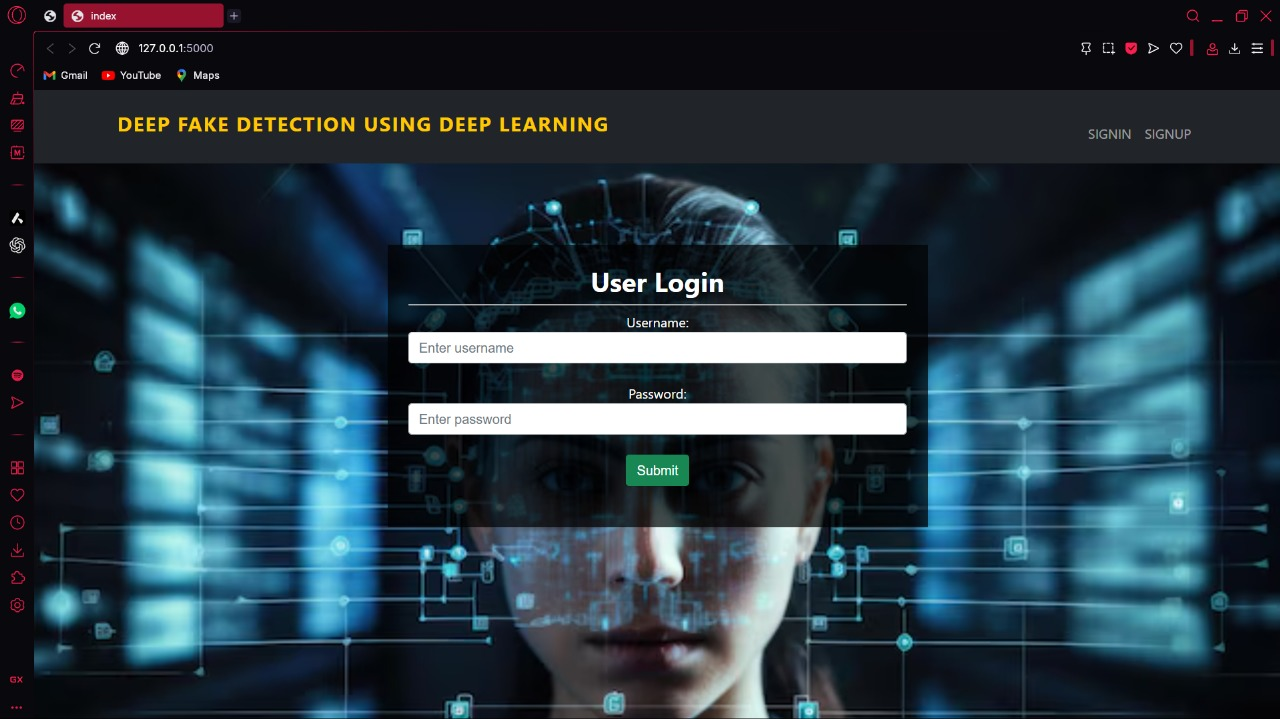 index
127.0.0.1:5000
Gmail YouTube Maps
DEEP FAKE DETECTION USING DEEP LEARNING
SIGNIN SIGNUP
User Login
Username:
Enter username
Password:
Enter password
Submit
M
GX